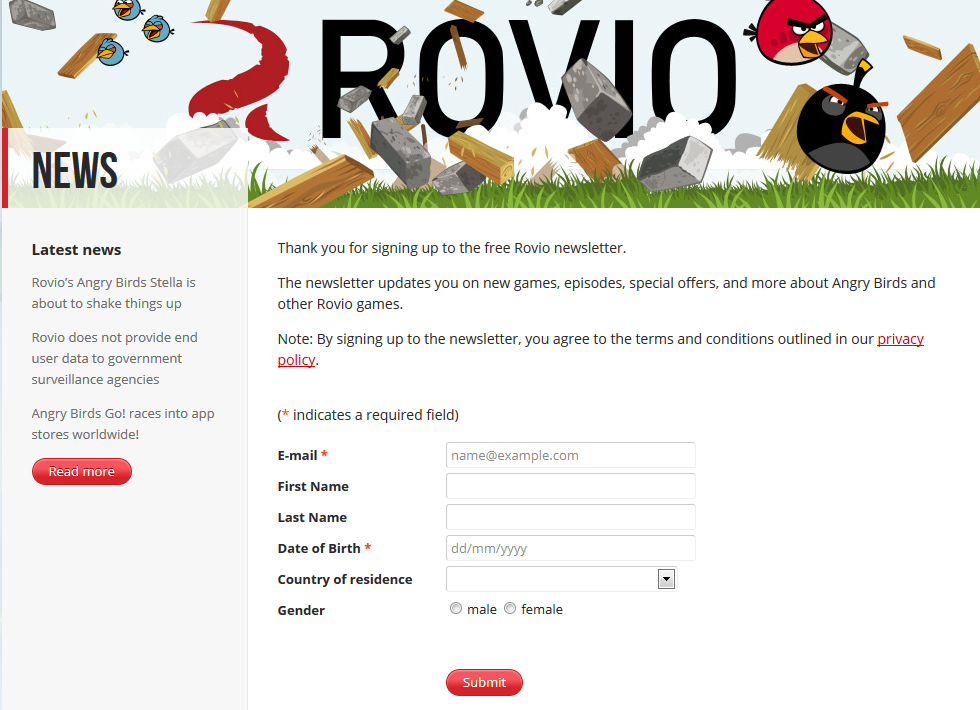 ROVIO
NEWS
Latest news
Rovio's Angry Birds Stella is
about to shake things up
Rovio does not provide end
user data to government
surveillance agencies
Angry Birds Go! races into app
stores worldwide!
Read more
Thank you for signing up to the free Rovio newsletter.
The newsletter updates you on new games, episodes, special offers, and more about Angry Birds and
other Rovio games.
Note: By signing up to the newsletter, you agree to the terms and conditions outlined in our privacy
policy.
(* indicates a required field)
E-mail * name@example.com
First Name
Last Name
Date of Birth * dd/mm/yyyy
Country of residence
Gender male female
Submit